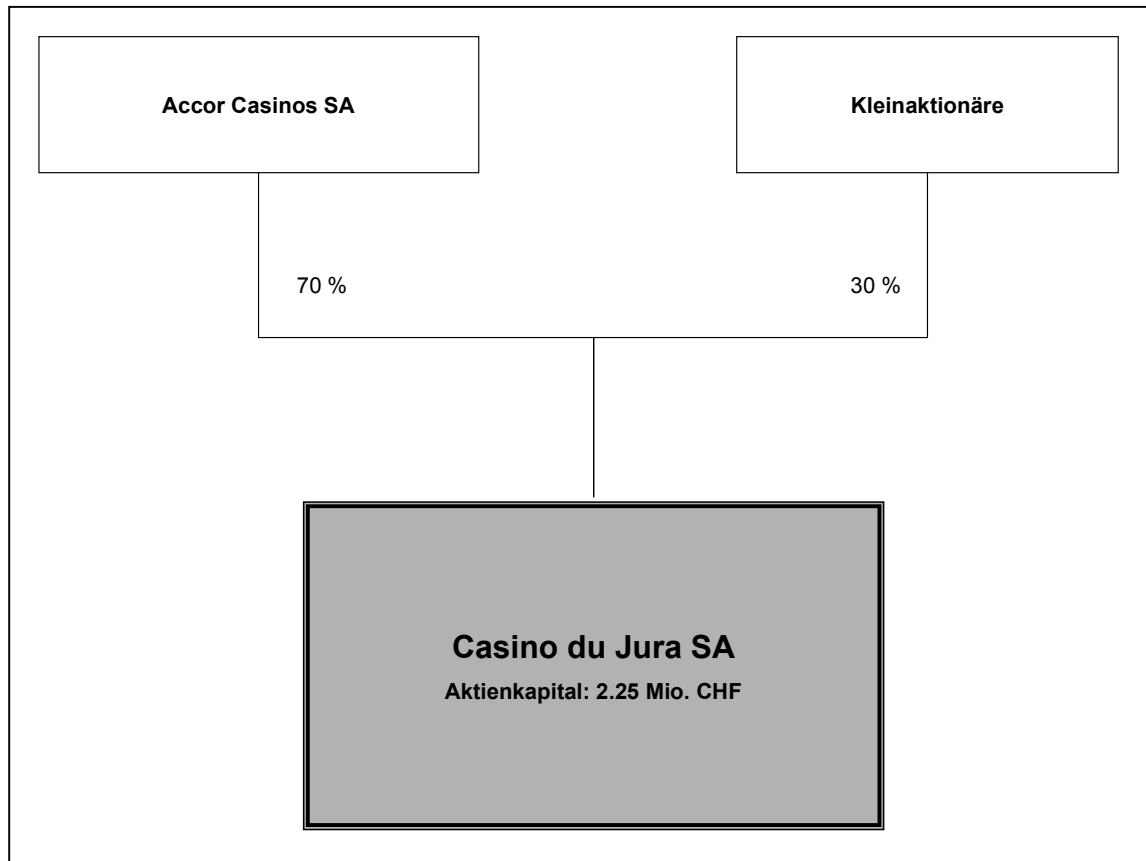 Accor Casinos SA
Kleinaktionäre
70 %
30 %
Casino du Jura SA
Aktienkapital: 2.25 Mio. CHF